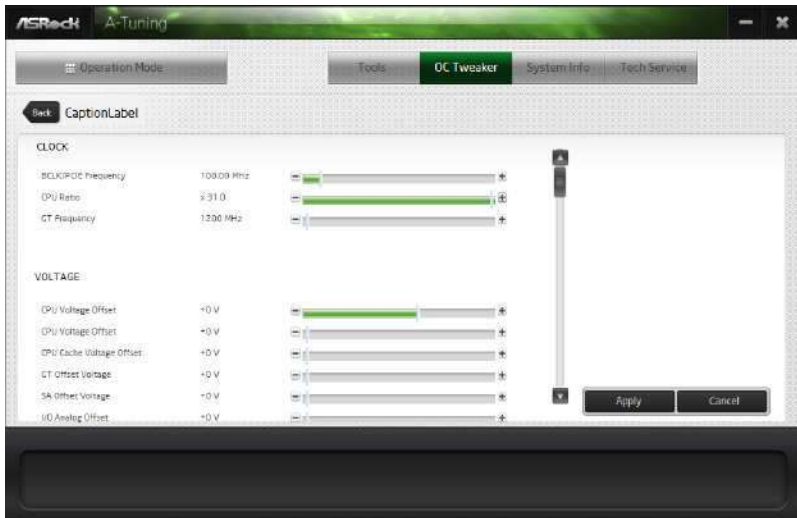 ASRock A-Tuning
Operation Mode Tools OC Tweaker System Info Tech Service
Back CaptionLabel
CLOCK
BCLK/PCIE Frequency 100.00 MHz
CPU Ratio x 31.0
GT Frequency 1200 MHz
VOLTAGE
CPU Voltage Offset +0 V
CPU Voltage Offset +0 V
CPU Cache Voltage Offset +0 V
GT Offset Voltage +0 V
SA Offset Voltage +0 V
I/O Analog Offset +0 V
Apply Cancel